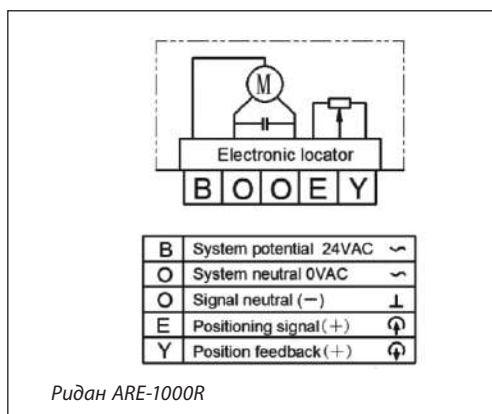 M
Electronic locator
B O O E Y
B System potential 24VAC ~
O System neutral 0VAC ~
O Signal neutral (—) ⊥
E Positioning signal(+)
Y Position feedback(+)
Ридан ARE-1000R